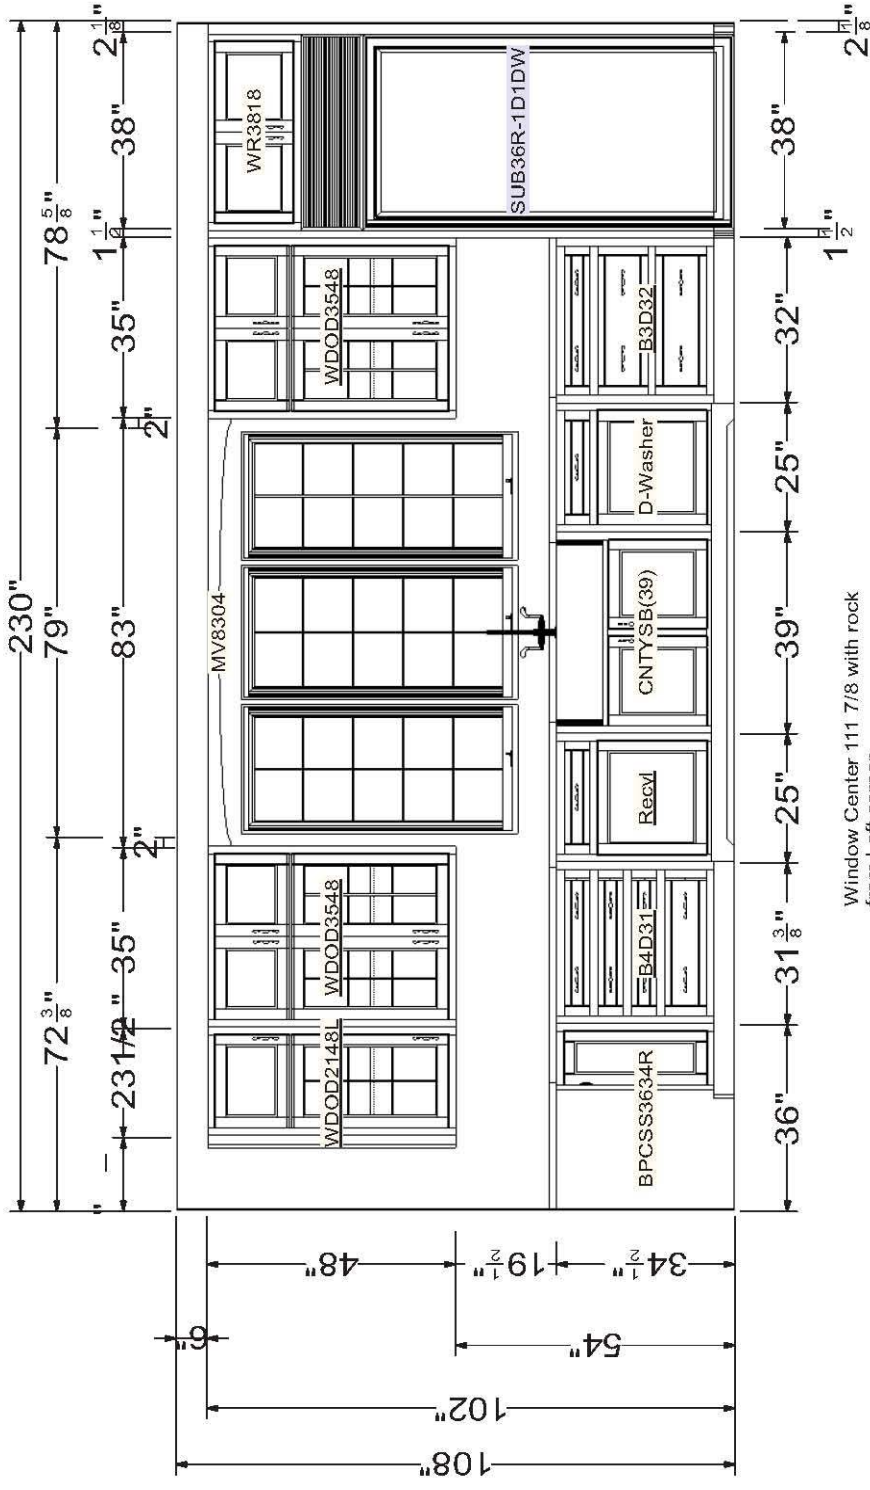 230"
72 3/8" 79" 78 5/8"
35" 83" 35" 1 1/2" 38" 2 1/8"
2" 2"
6"
MV8304
WR3818
48"
WDOD2148L WDOD3548 WDOD3548
102"
108"
54"
19 1/2"
34 1/2"
SUB36R-1D1DW
BPCSS3634R B4D31 Recyl CNTYSB(39) D-Washer B3D32
36" 31 3/8" 25" 39" 25" 32" 38"
1 1/2" 2 1/8"
Window Center 111 7/8 with rock